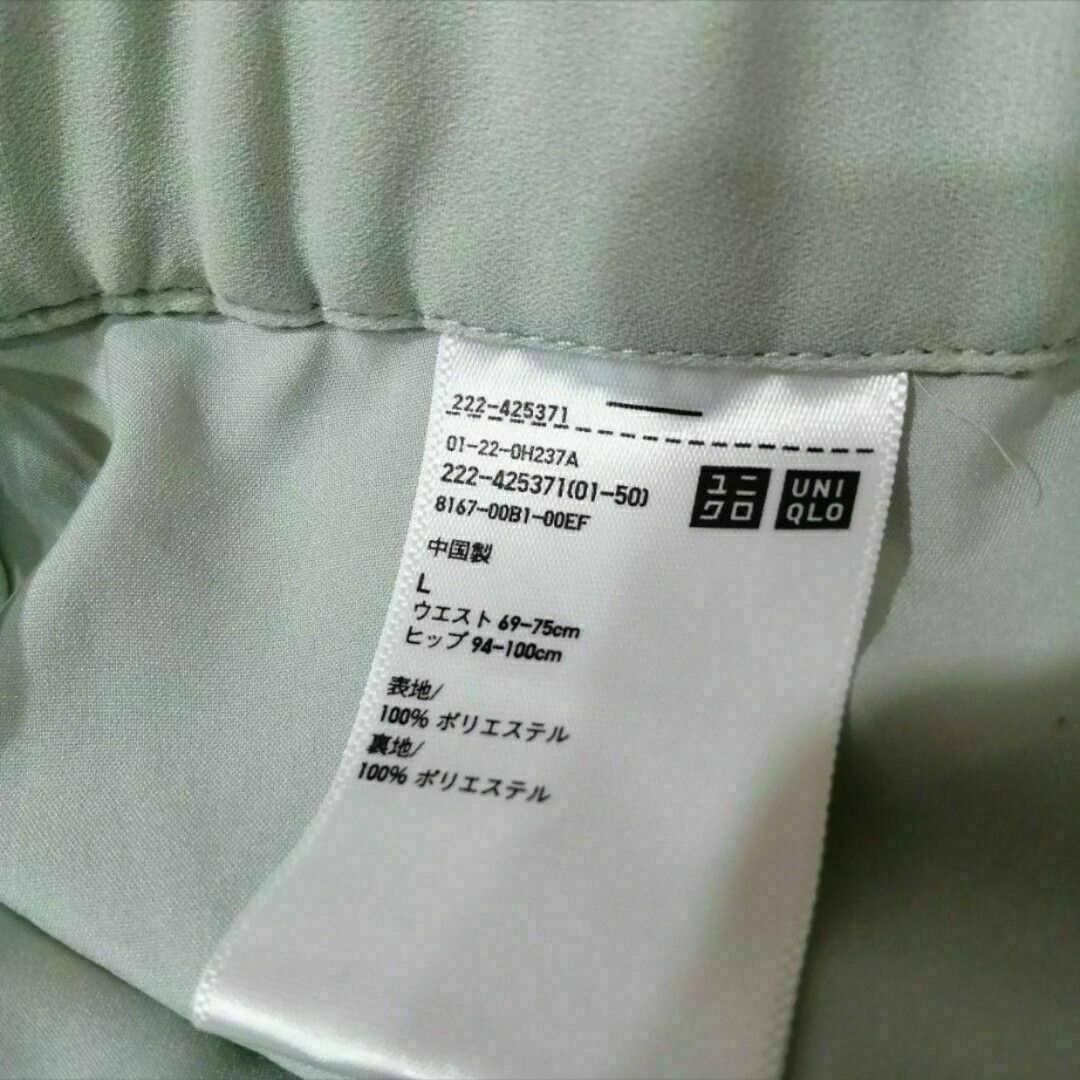 222-425371
01-22-0H237A
222-425371(01-50)
8167-00B1-00EF
ユニ
クロ
UNI
QLO
中国製
L
ウエスト 69-75cm
ヒップ 94-100cm
表地/
100% ポリエステル
裏地/
100% ポリエステル